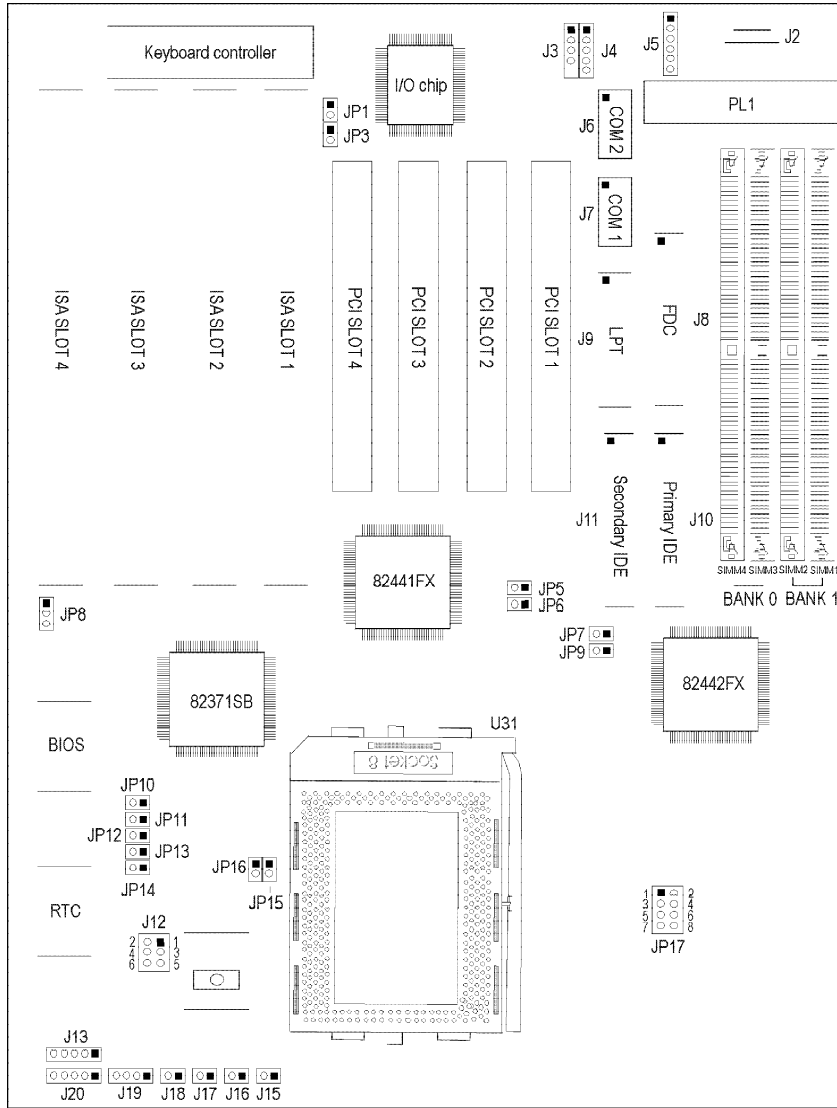 Keyboard controller
I/O chip
J3
J4
J5
J2
JP1
JP3
J6
COM 2
PL1
J7
COM 1
ISA SLOT 4
ISA SLOT 3
ISA SLOT 2
ISA SLOT 1
PCI SLOT 4
PCI SLOT 3
PCI SLOT 2
PCI SLOT 1
J9
LPT
FDC
J8
J11
Secondary IDE
Primary IDE
J10
SIMM4
SIMM3
SIMM2
SIMM1
BANK 0
BANK 1
82441FX
JP5
JP6
JP8
JP7
JP9
82371SB
82442FX
U31
BIOS
Socket 8
JP10
JP11
JP12
JP13
JP14
JP16
JP15
RTC
J12
2 1
4 3
6 5
1 2
3 4
5 6
7 8
JP17
J13
J20
J19
J18
J17
J16
J15